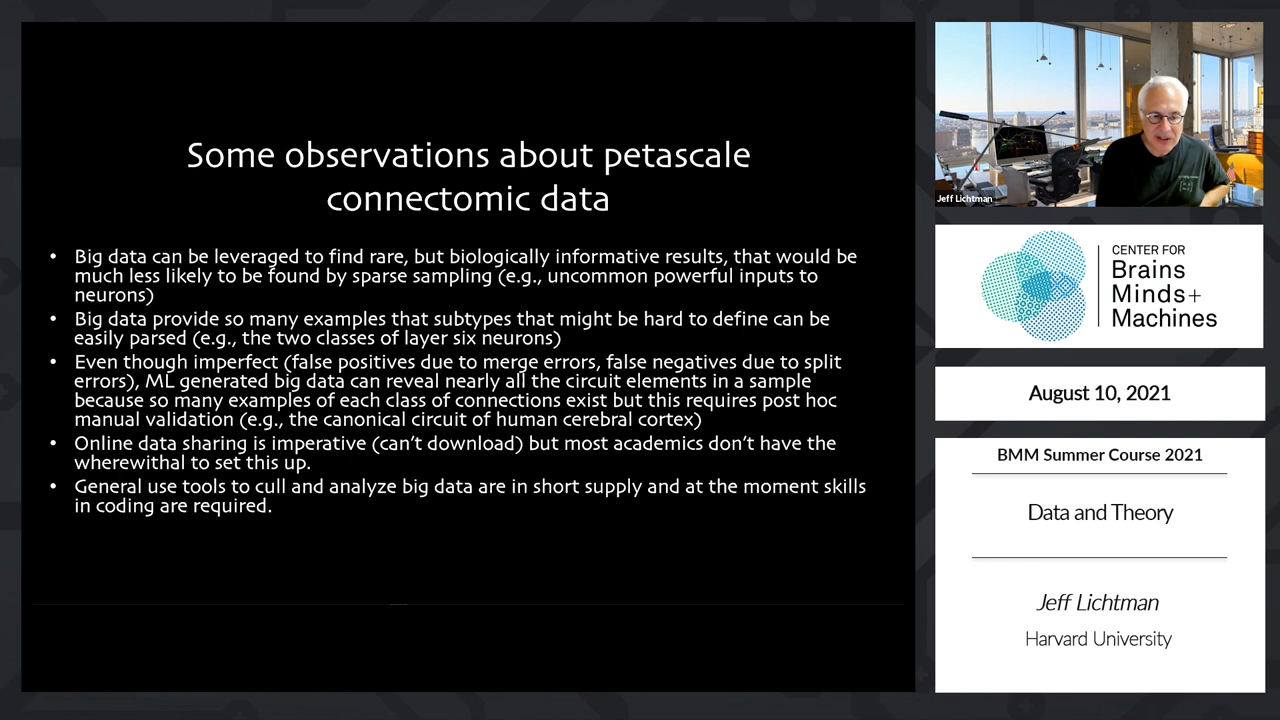 Some observations about petascale
connectomic data
• Big data can be leveraged to find rare, but biologically informative results, that would be
much less likely to be found by sparse sampling (e.g., uncommon powerful inputs to
neurons)
• Big data provide so many examples that subtypes that might be hard to define can be
easily parsed (e.g., the two classes of layer six neurons)
• Even though imperfect (false positives due to merge errors, false negatives due to split
errors), ML generated big data can reveal nearly all the circuit elements in a sample
because so many examples of each class of connections exist but this requires post hoc
manual validation (e.g., the canonical circuit of human cerebral cortex)
• Online data sharing is imperative (can’t download) but most academics don’t have the
wherewithal to set this up.
• General use tools to cull and analyze big data are in short supply and at the moment skills
in coding are required.
Jeff Lichtman
CENTER FOR
Brains
Minds+
Machines
August 10, 2021
BMM Summer Course 2021
Data and Theory
Jeff Lichtman
Harvard University